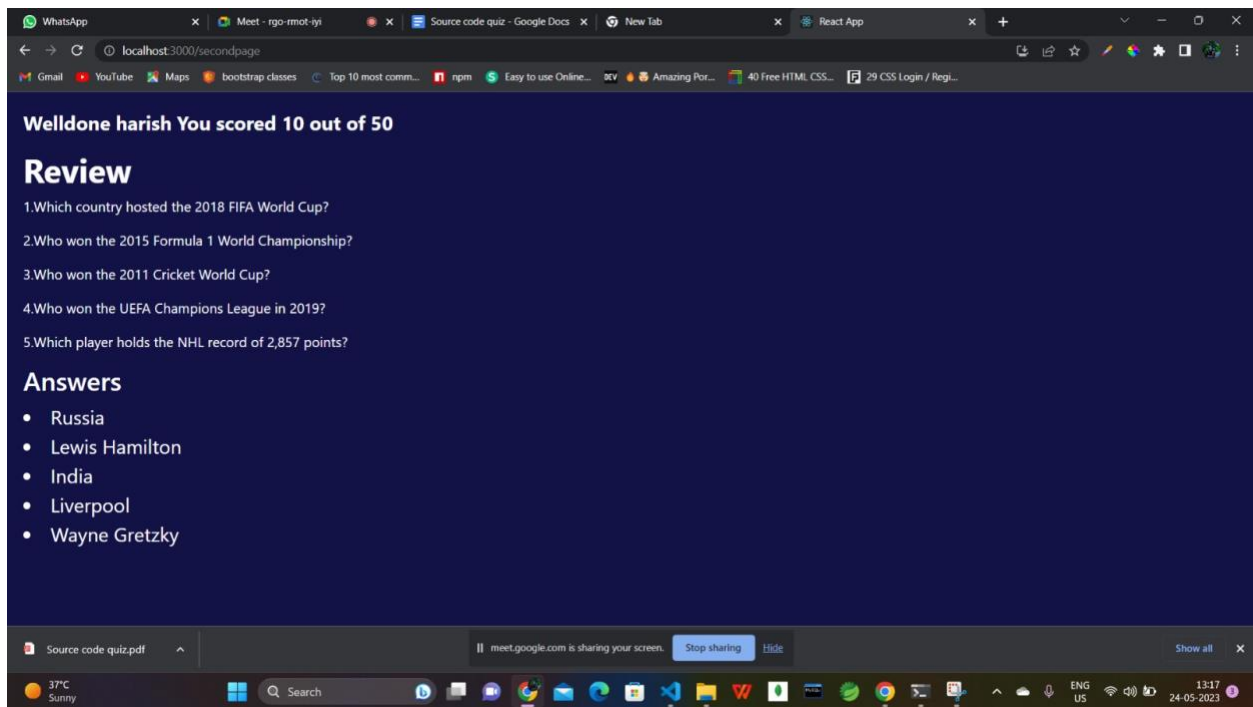 WhatsApp
Meet - rgo-rmot-iyi
Source code quiz - Google Docs
New Tab
React App
localhost:3000/secondpage
Gmail YouTube Maps bootstrap classes Top 10 most comm... npm Easy to use Online... DEV Amazing Por... 40 Free HTML CSS... 29 CSS Login / Regi...
Welldone harish You scored 10 out of 50
Review
1.Which country hosted the 2018 FIFA World Cup?
2.Who won the 2015 Formula 1 World Championship?
3.Who won the 2011 Cricket World Cup?
4.Who won the UEFA Champions League in 2019?
5.Which player holds the NHL record of 2,857 points?
Answers
• Russia
• Lewis Hamilton
• India
• Liverpool
• Wayne Gretzky
Source code quiz.pdf
meet.google.com is sharing your screen. Stop sharing Hide
Show all
37°C
Sunny
Search
ENG
US
13:17
24-05-2023
3